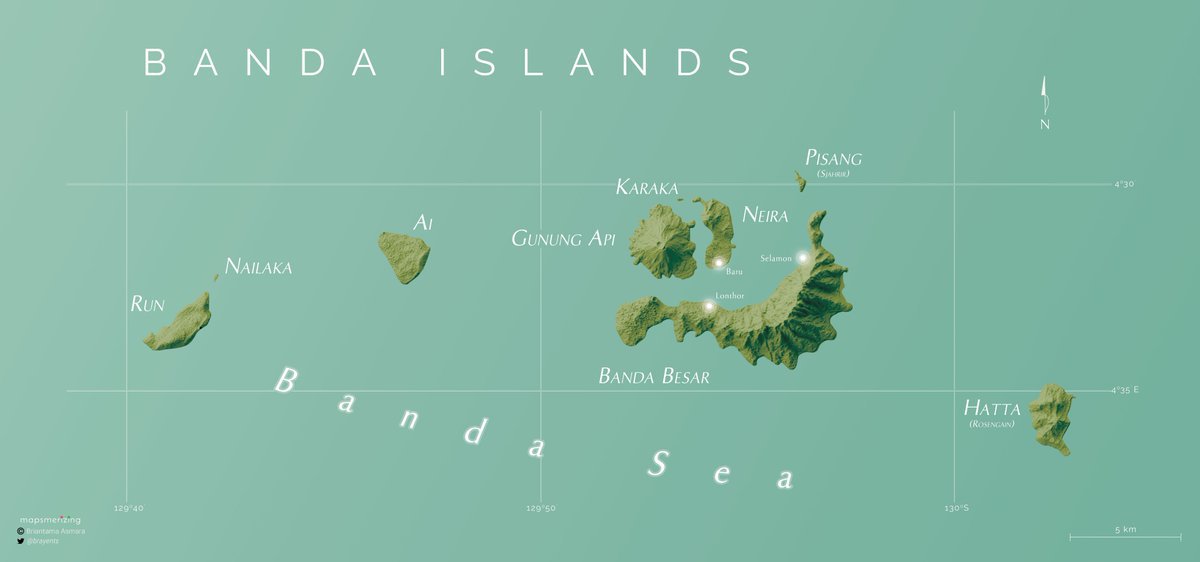 BANDA ISLANDS
N
PISANG
(SJAHRIR)
4°30
KARAKA
NEIRA
AI
GUNUNG API
Selamon
NAILAKA
Baru
RUN
Lonthor
BANDA BESAR
4°35 E
HATTA
(ROSENGAIN)
Banda Sea
129°40
129°50
130°S
mapsmerizing
Briantama Asmara
@brayents
5 km